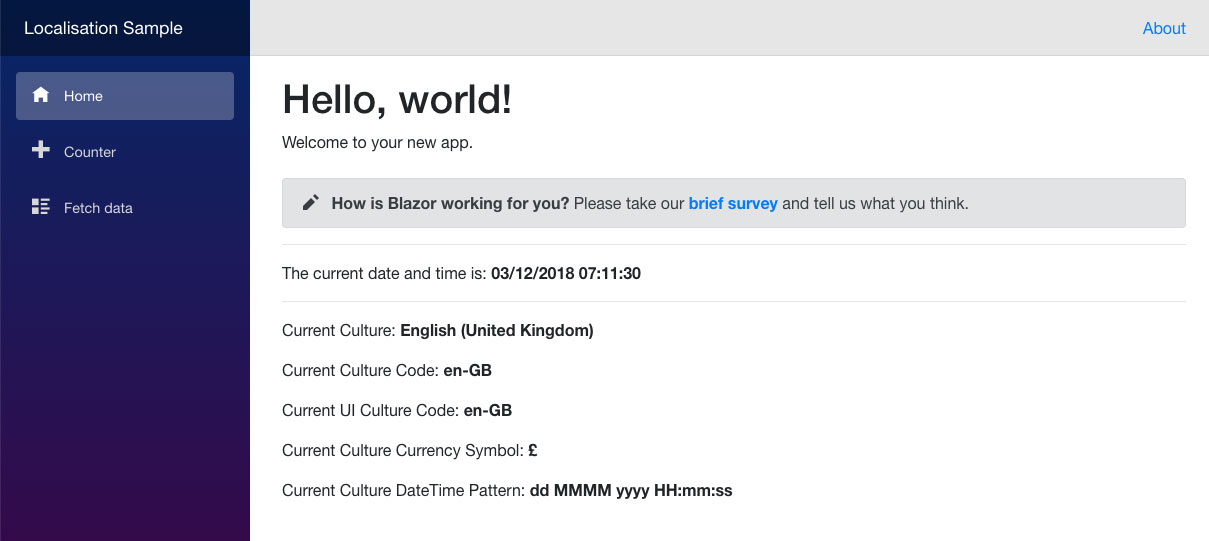 Localisation Sample
About
Home
Counter
Fetch data
Hello, world!
Welcome to your new app.
How is Blazor working for you? Please take our brief survey and tell us what you think.
The current date and time is: 03/12/2018 07:11:30
Current Culture: English (United Kingdom)
Current Culture Code: en-GB
Current UI Culture Code: en-GB
Current Culture Currency Symbol: £
Current Culture DateTime Pattern: dd MMMM yyyy HH:mm:ss